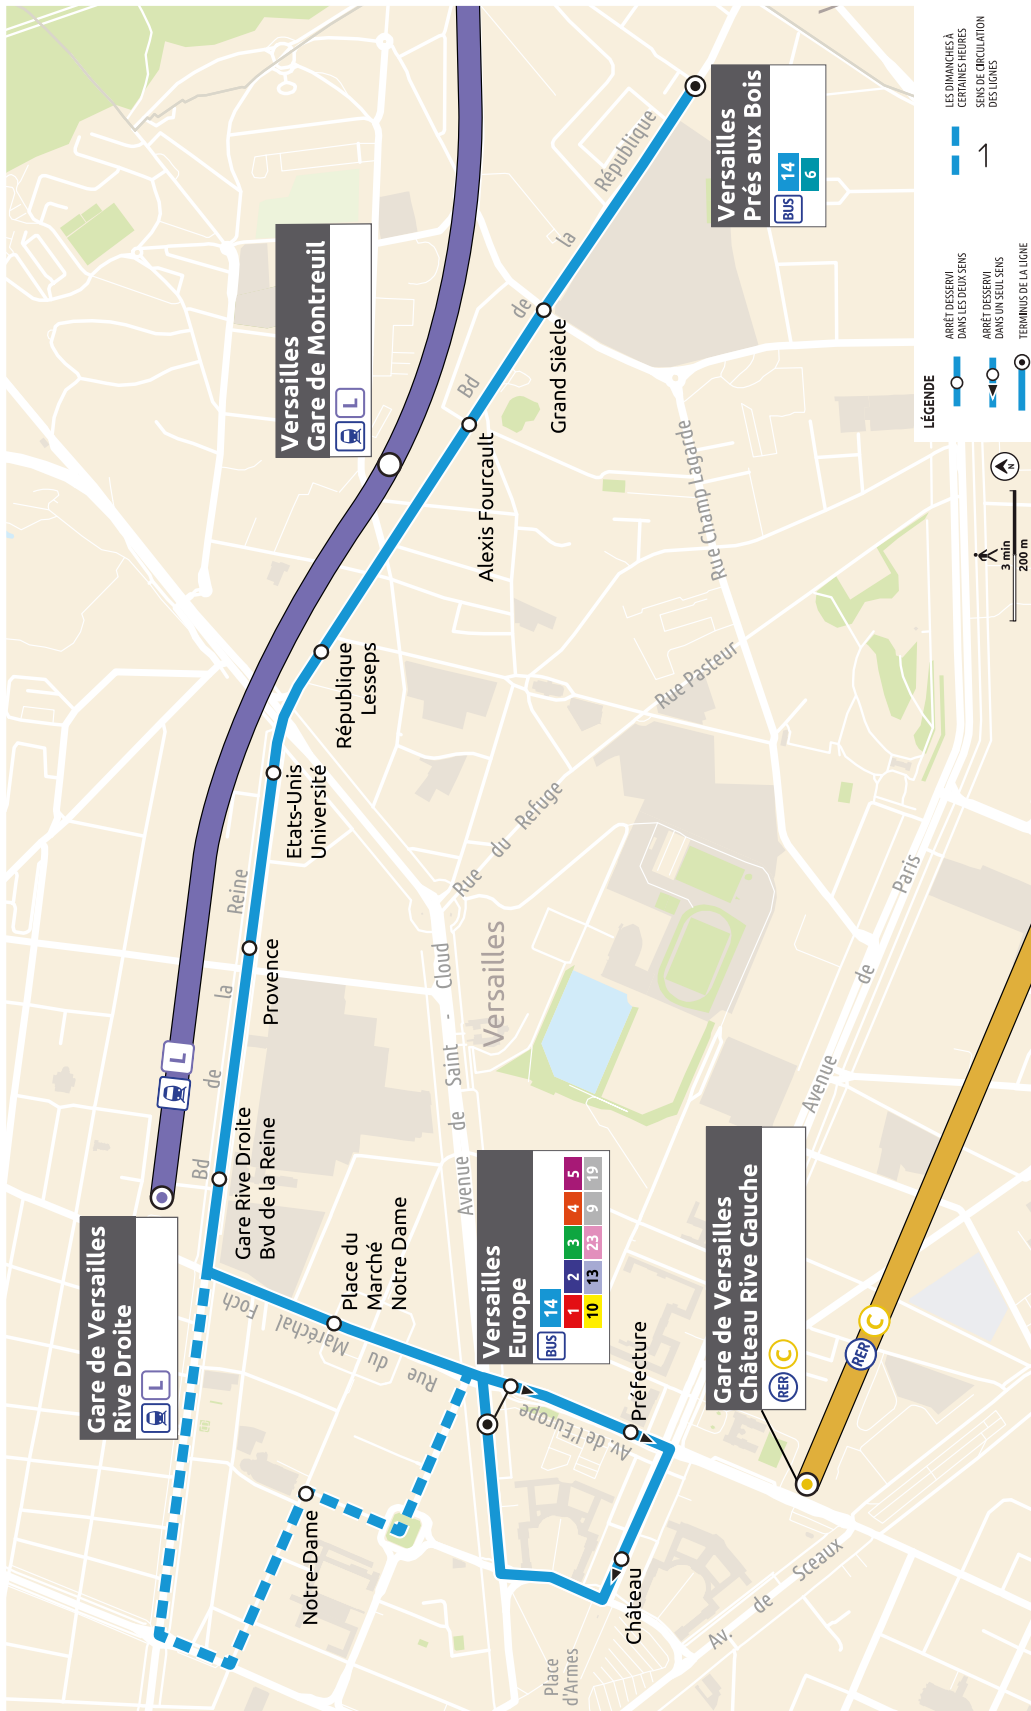 Gare de Versailles
Rive Droite
L
L
Versailles
Gare de Montreuil
L
Gare Rive Droite
Bvd de la Reine
Provence
Etats-Unis
Université
République
Lesseps
Alexis Fourcault
Grand Siècle
Versailles
Prés aux Bois
BUS
14
6
Bd de la Reine
Bd de la République
Place du
Marché
Notre Dame
Rue du Maréchal Foch
Notre-Dame
Versailles
Europe
BUS
14
1 2 3 4 5
10 13 23 9 19
Av. de l'Europe
Préfecture
Château
Place
d'Armes
Gare de Versailles
Château Rive Gauche
RER C
RER C
Avenue de Saint - Cloud
Versailles
Rue du Refuge
Rue Pasteur
Rue Champ Lagarde
Avenue de Paris
Av. de Sceaux
3 min
200 m
N
LÉGENDE
ARRÊT DESSERVI
DANS LES DEUX SENS
ARRÊT DESSERVI
DANS UN SEUL SENS
TERMINUS DE LA LIGNE
LES DIMANCHES À
CERTAINES HEURES
SENS DE CIRCULATION
DES LIGNES